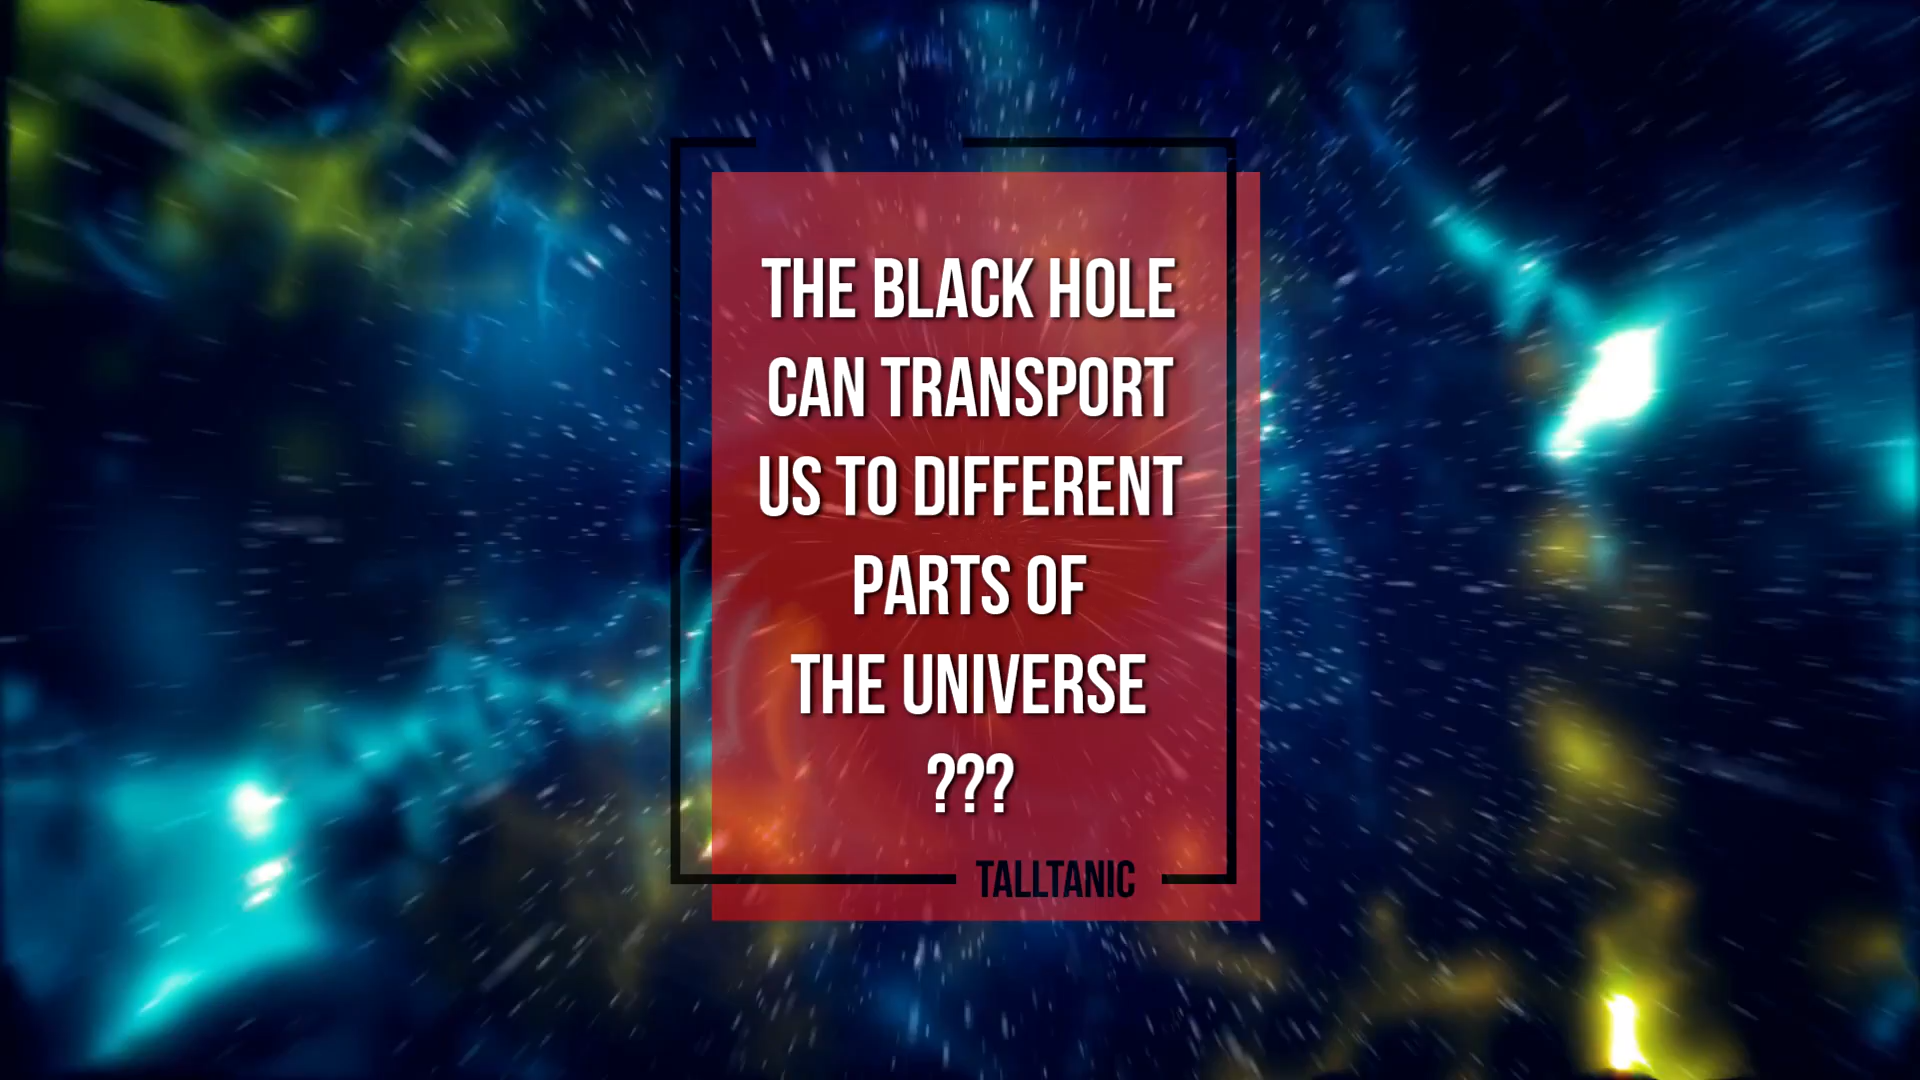 THE BLACK HOLE
CAN TRANSPORT
US TO DIFFERENT
PARTS OF
THE UNIVERSE
???
TALLTANIC